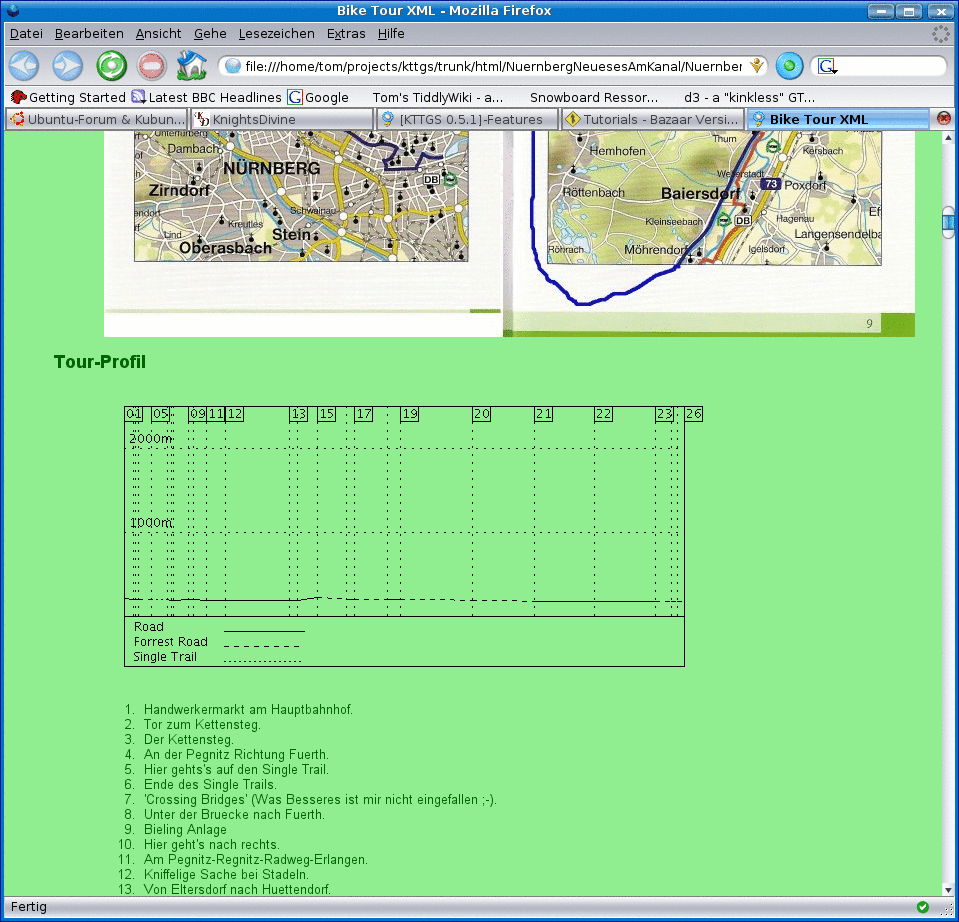 Bike Tour XML - Mozilla Firefox
Datei Bearbeiten Ansicht Gehe Lesezeichen Extras Hilfe
file:///home/tom/projects/kttgs/trunk/html/NuernbergNeuesesAmKanal/Nuernber
G
Getting Started Latest BBC Headlines Google Tom's TiddlyWiki - a... Snowboard Ressor... d3 - a "kinkless" GT...
Ubuntu-Forum & Kubun... KnightsDivine [KTTGS 0.5.1]-Features Tutorials - Bazaar Versi... Bike Tour XML
Unterfürberg
Dambach
NÜRNBERG
Zirndorf
DB
Schweinau
Kreuttles
Lind
Stein
Oberasbach
Thum
Hemhofen
Kersbach
Wellerstadt
Röttenbach
Baiersdorf
73
Poxdorf
Kleinseebach
DB
Hagenau
Ef
Langensendelba
Möhrendorf
Igelsdorf
9
Tour-Profil
01 05 09 11 12 13 15 17 19 20 21 22 23 26
2000m
1000m
Road
Forrest Road
Single Trail
1. Handwerkermarkt am Hauptbahnhof.
2. Tor zum Kettensteg.
3. Der Kettensteg.
4. An der Pegnitz Richtung Fuerth.
5. Hier gehts's auf den Single Trail.
6. Ende des Single Trails.
7. 'Crossing Bridges' (Was Besseres ist mir nicht eingefallen ;-).
8. Unter der Bruecke nach Fuerth.
9. Bieling Anlage
10. Hier geht's nach rechts.
11. Am Pegnitz-Regnitz-Radweg-Erlangen.
12. Kniffelige Sache bei Stadeln.
13. Von Eltersdorf nach Huettendorf.
Fertig